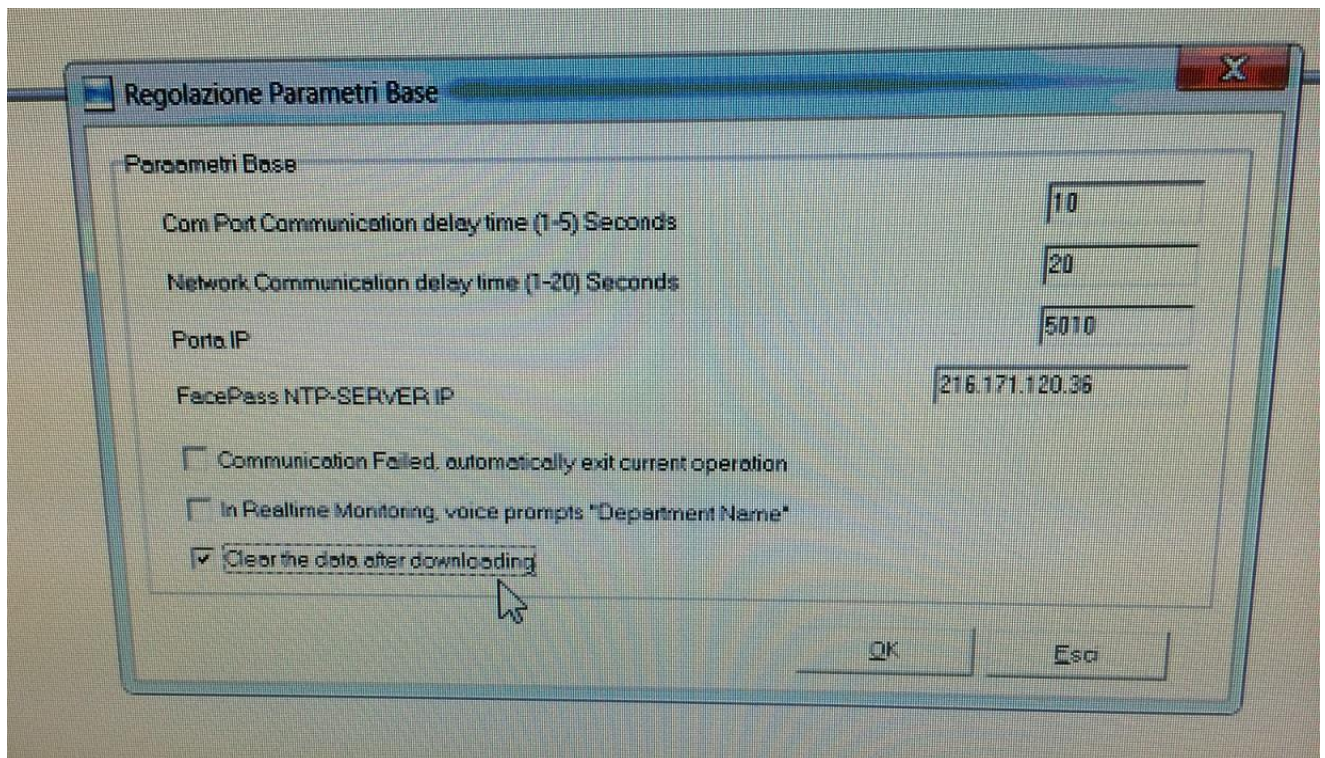 Regolazione Parametri Base
Paraametri Base
Com Port Communication delay time (1-5) Seconds
10
Network Communication delay time (1-20) Seconds
20
Porta IP
5010
FacePass NTP-SERVER IP
216.171.120.36
Communication Failed, automatically exit current operation
In Realtime Monitoring, voice prompts "Department Name"
Clear the data after downloading
OK
Esci